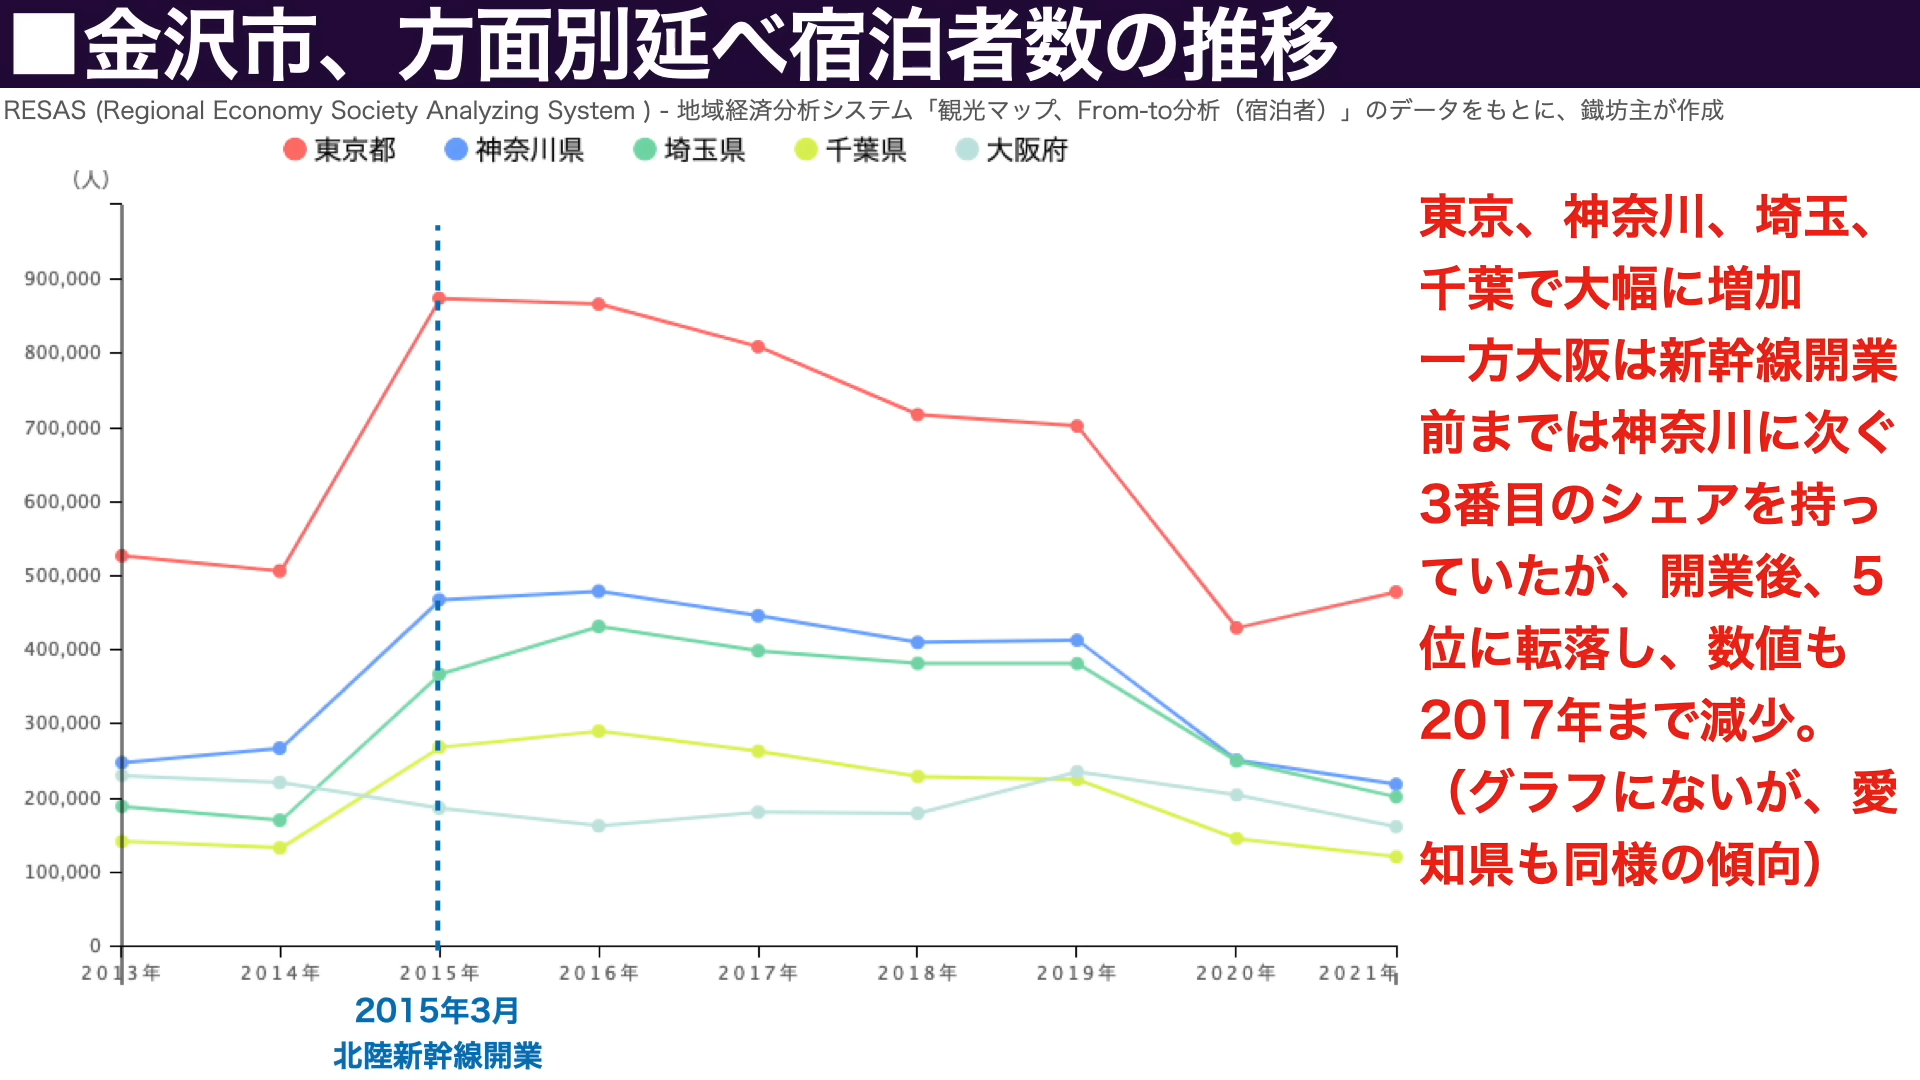 ■金沢市、方面別延べ宿泊者数の推移
RESAS (Regional Economy Society Analyzing System ) - 地域経済分析システム「観光マップ、From-to分析（宿泊者）」のデータをもとに、鐡坊主が作成
東京都 神奈川県 埼玉県 千葉県 大阪府
(人)
900,000
800,000
700,000
600,000
500,000
400,000
300,000
200,000
100,000
0
2013年 2014年 2015年 2016年 2017年 2018年 2019年 2020年 2021年
2015年3月
北陸新幹線開業
東京、神奈川、埼玉、
千葉で大幅に増加
一方大阪は新幹線開業
前までは神奈川に次ぐ
3番目のシェアを持っ
ていたが、開業後、5
位に転落し、数値も
2017年まで減少。
（グラフにないが、愛
知県も同様の傾向）